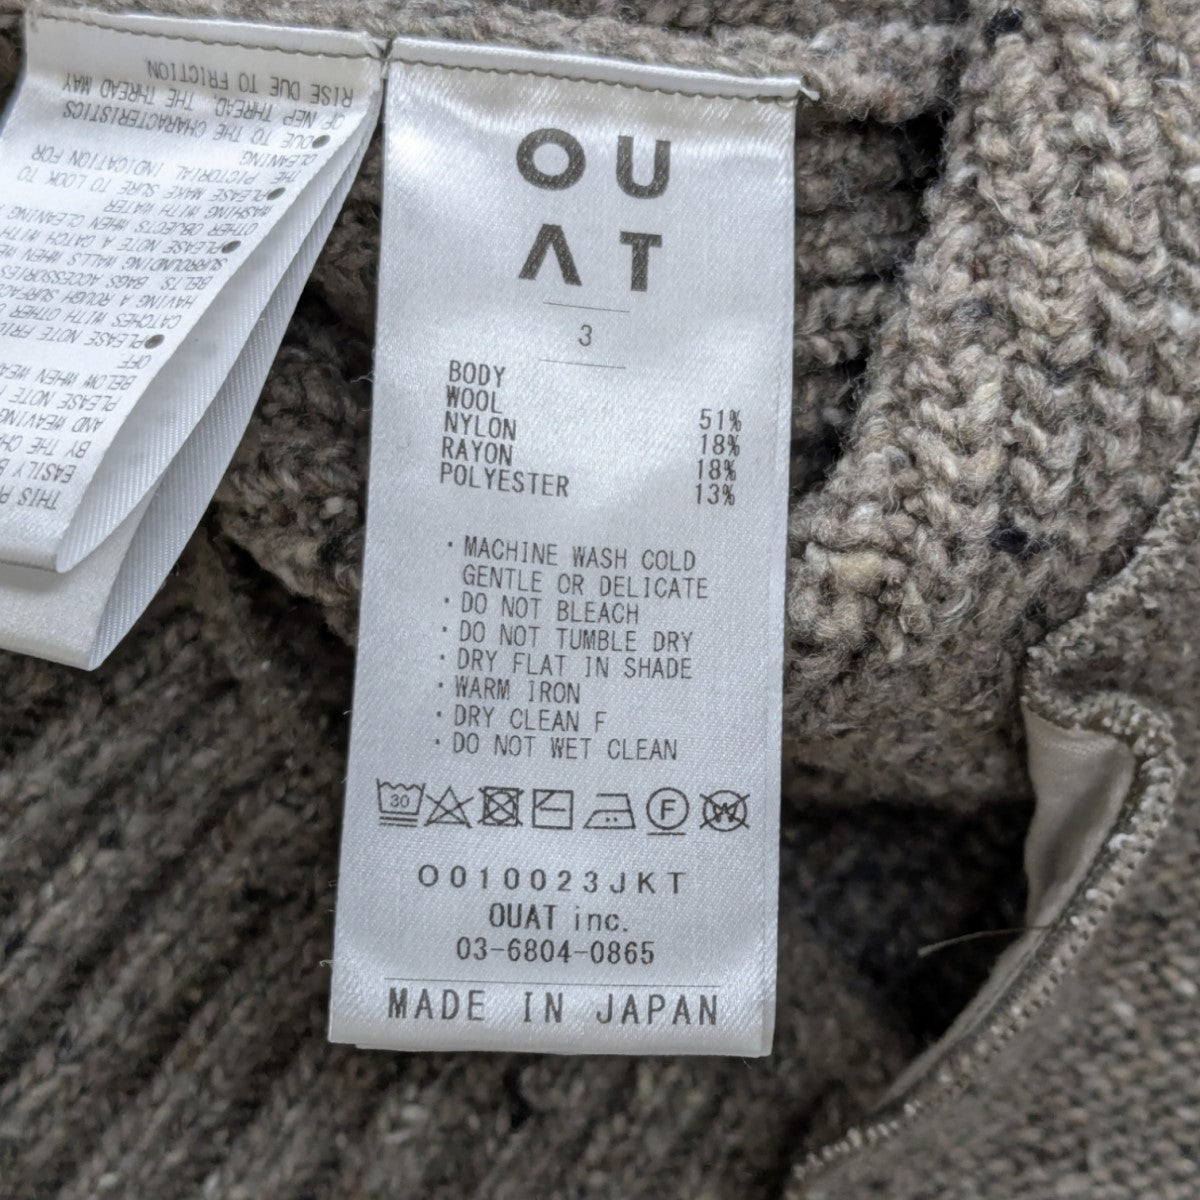 RISE DUE TO FRICTION.
OF NEP THREAD, THE THREAD MAY
●DUE TO THE CHARACTERISTICS
CLEANING
THE PICTORIAL INDICATION FOR
●PLEASE MAKE SURE TO LOOK TO
WASHING WITH WATER
OTHER OBJECTS WHEN CLEANING
●PLEASE NOTE A CATCH WITH
SURROUNDING WALLS WHEN
BELTS, BAGS ACCESSORIES
HAVING A ROUGH
CATCHES WITH OTHER
●PLEASE NOTE
OFF
BELOW WHEN
PLEASE NOTE
AND WEAVING
BY THE
EASILY
THIS
OU
AT
3
BODY
WOOL 51%
NYLON 18%
RAYON 18%
POLYESTER 13%
・MACHINE WASH COLD
GENTLE OR DELICATE
・DO NOT BLEACH
・DO NOT TUMBLE DRY
・DRY FLAT IN SHADE
・WARM IRON
・DRY CLEAN F
・DO NOT WET CLEAN
30 F W
OO10023JKT
OUAT inc.
03-6804-0865
MADE IN JAPAN